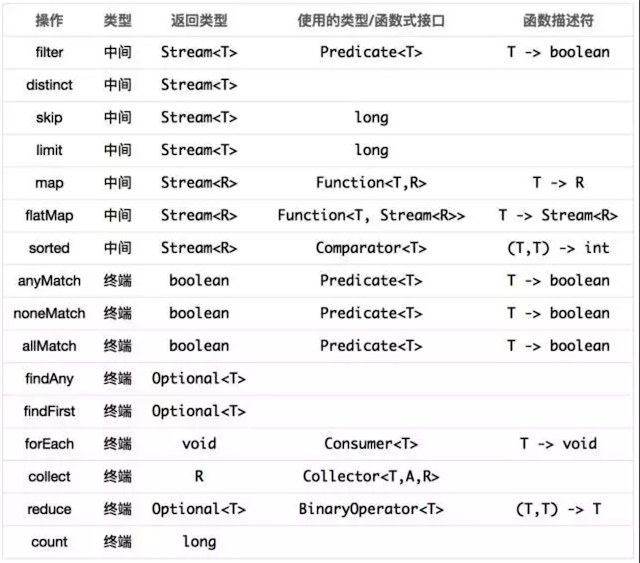 操作 类型 返回类型 使用的类型/函数式接口 函数描述符
filter 中间 Stream<T> Predicate<T> T -> boolean
distinct 中间 Stream<T>
skip 中间 Stream<T> long
limit 中间 Stream<T> long
map 中间 Stream<R> Function<T,R> T -> R
flatMap 中间 Stream<R> Function<T, Stream<R>> T -> Stream<R>
sorted 中间 Stream<R> Comparator<T> (T,T) -> int
anyMatch 终端 boolean Predicate<T> T -> boolean
noneMatch 终端 boolean Predicate<T> T -> boolean
allMatch 终端 boolean Predicate<T> T -> boolean
findAny 终端 Optional<T>
findFirst 终端 Optional<T>
forEach 终端 void Consumer<T> T -> void
collect 终端 R Collector<T,A,R>
reduce 终端 Optional<T> BinaryOperator<T> (T,T) -> T
count 终端 long